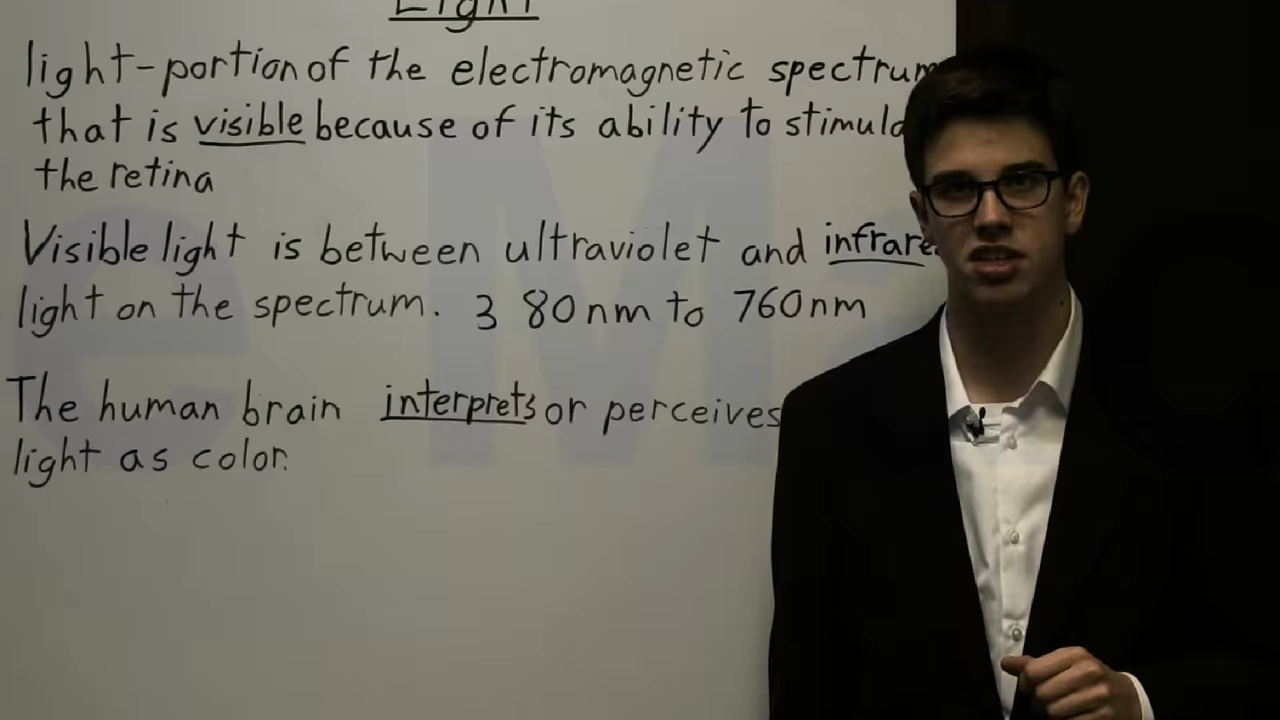 Light
light-portion of the electromagnetic spectrum
that is visible because of its ability to
the retina
Visible light is between ultraviolet and
light on the spectrum. 3 80nm to 760nm
The human brain interprets or perceives
light as color.